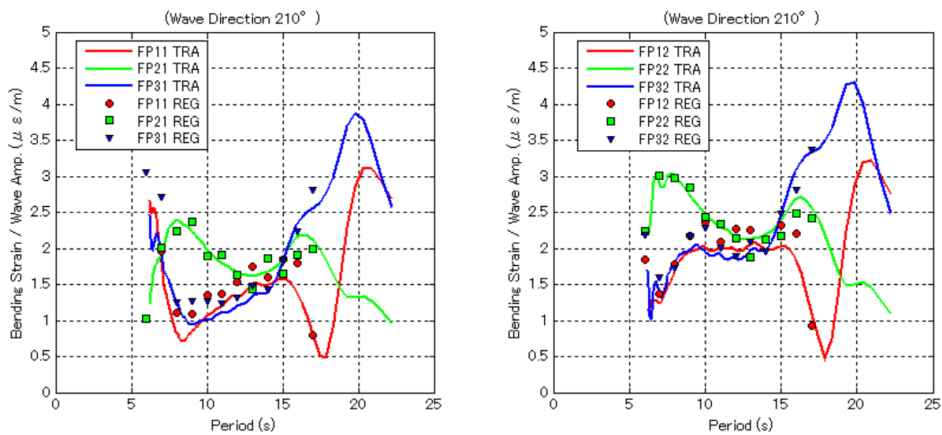 (Wave Direction 210°)
Bending Strain / Wave Amp. (με/m)
5
4.5
4
3.5
3
2.5
2
1.5
1
0.5
0
FP11 TRA
FP21 TRA
FP31 TRA
FP11 REG
FP21 REG
FP31 REG
0 5 10 15 20 25
Period (s)
(Wave Direction 210°)
Bending Strain / Wave Amp. (με/m)
5
4.5
4
3.5
3
2.5
2
1.5
1
0.5
0
FP12 TRA
FP22 TRA
FP32 TRA
FP12 REG
FP22 REG
FP32 REG
0 5 10 15 20 25
Period (s)